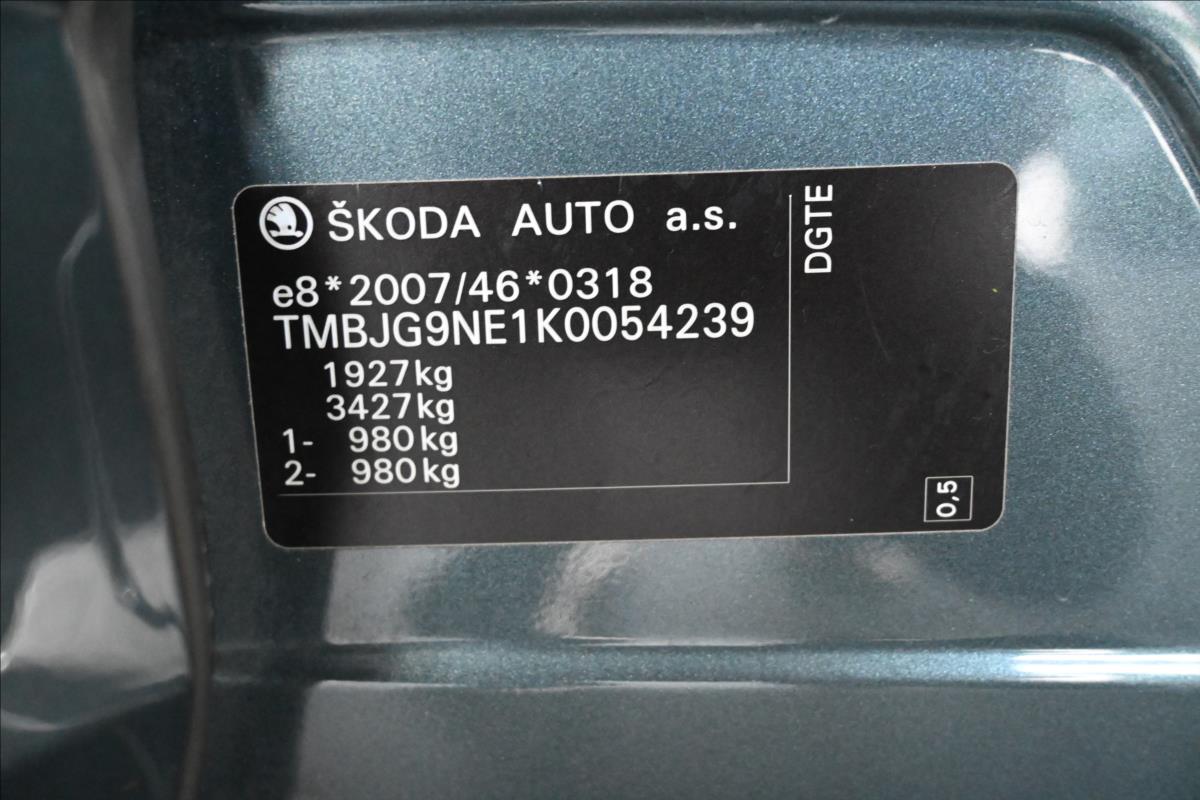 ŠKODA AUTO a.s.
e8*2007/46*0318
TMBJG9NE1K0054239
1927kg
3427kg
1- 980kg
2- 980kg
DGTE
0,5